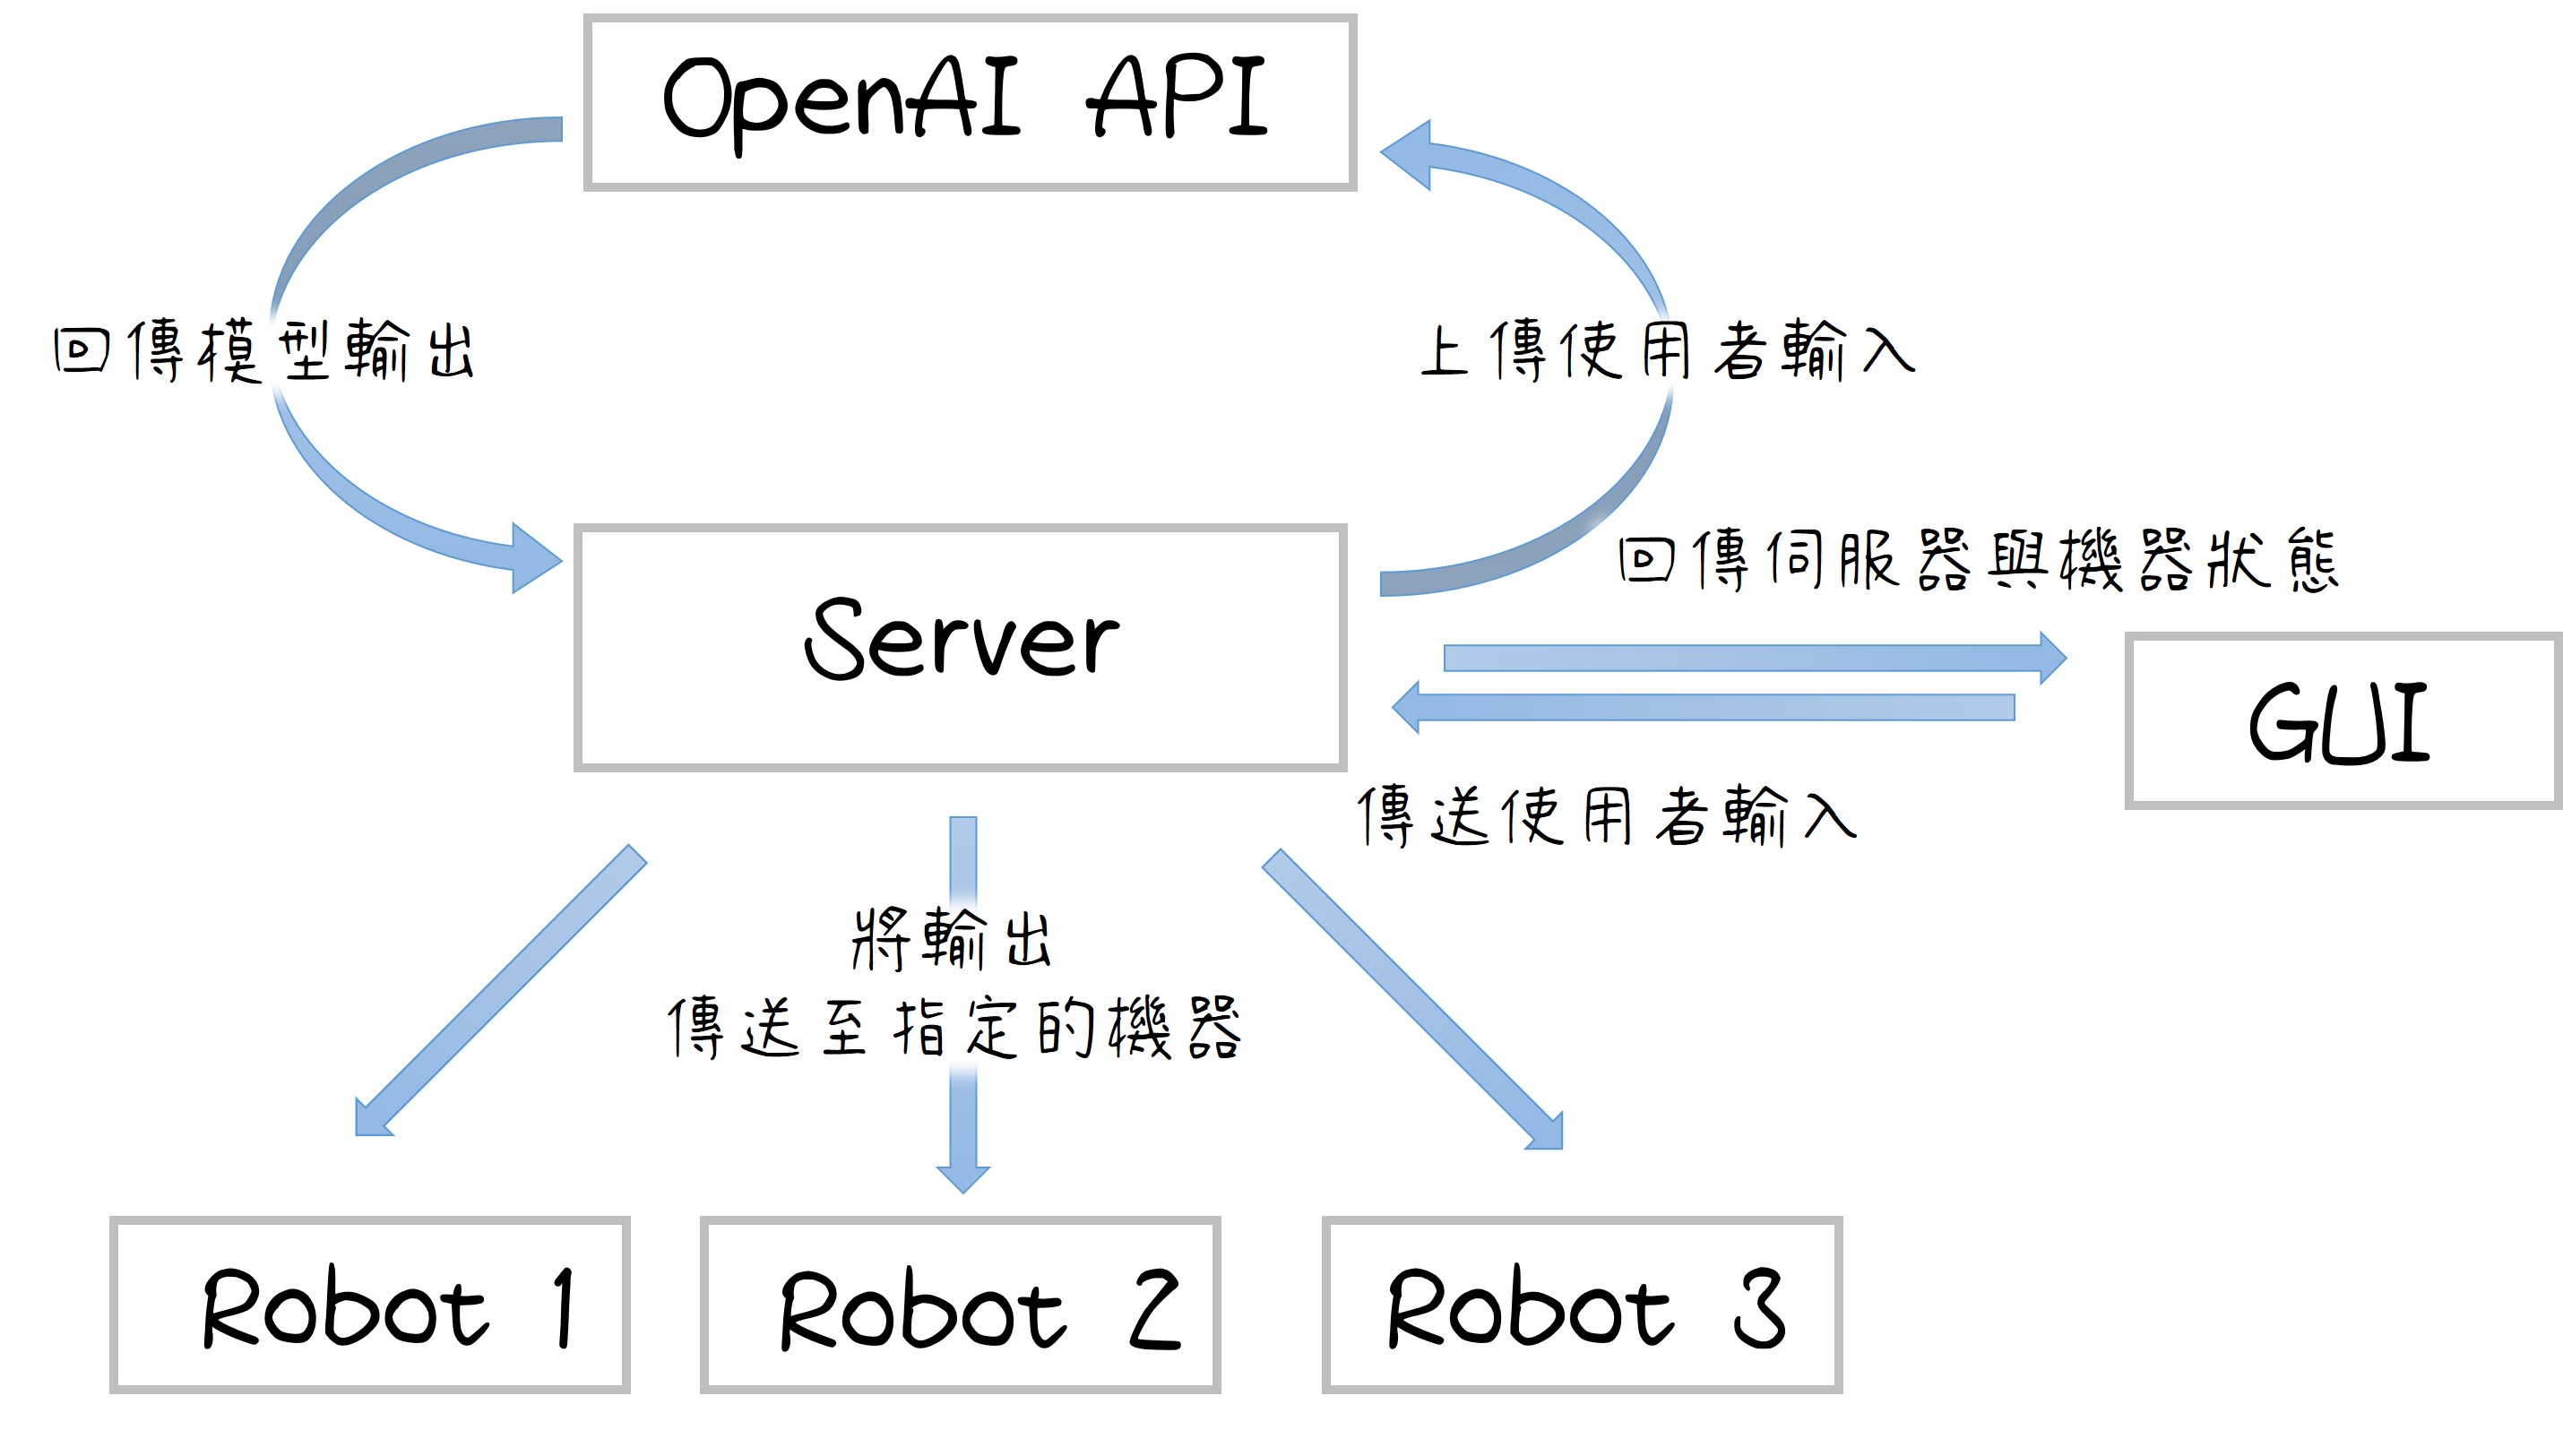 OpenAI API
回傳模型輸出
上傳使用者輸入
回傳伺服器與機器狀態
Server
GUI
傳送使用者輸入
將輸出
傳送至指定的機器
Robot 1
Robot 2
Robot 3